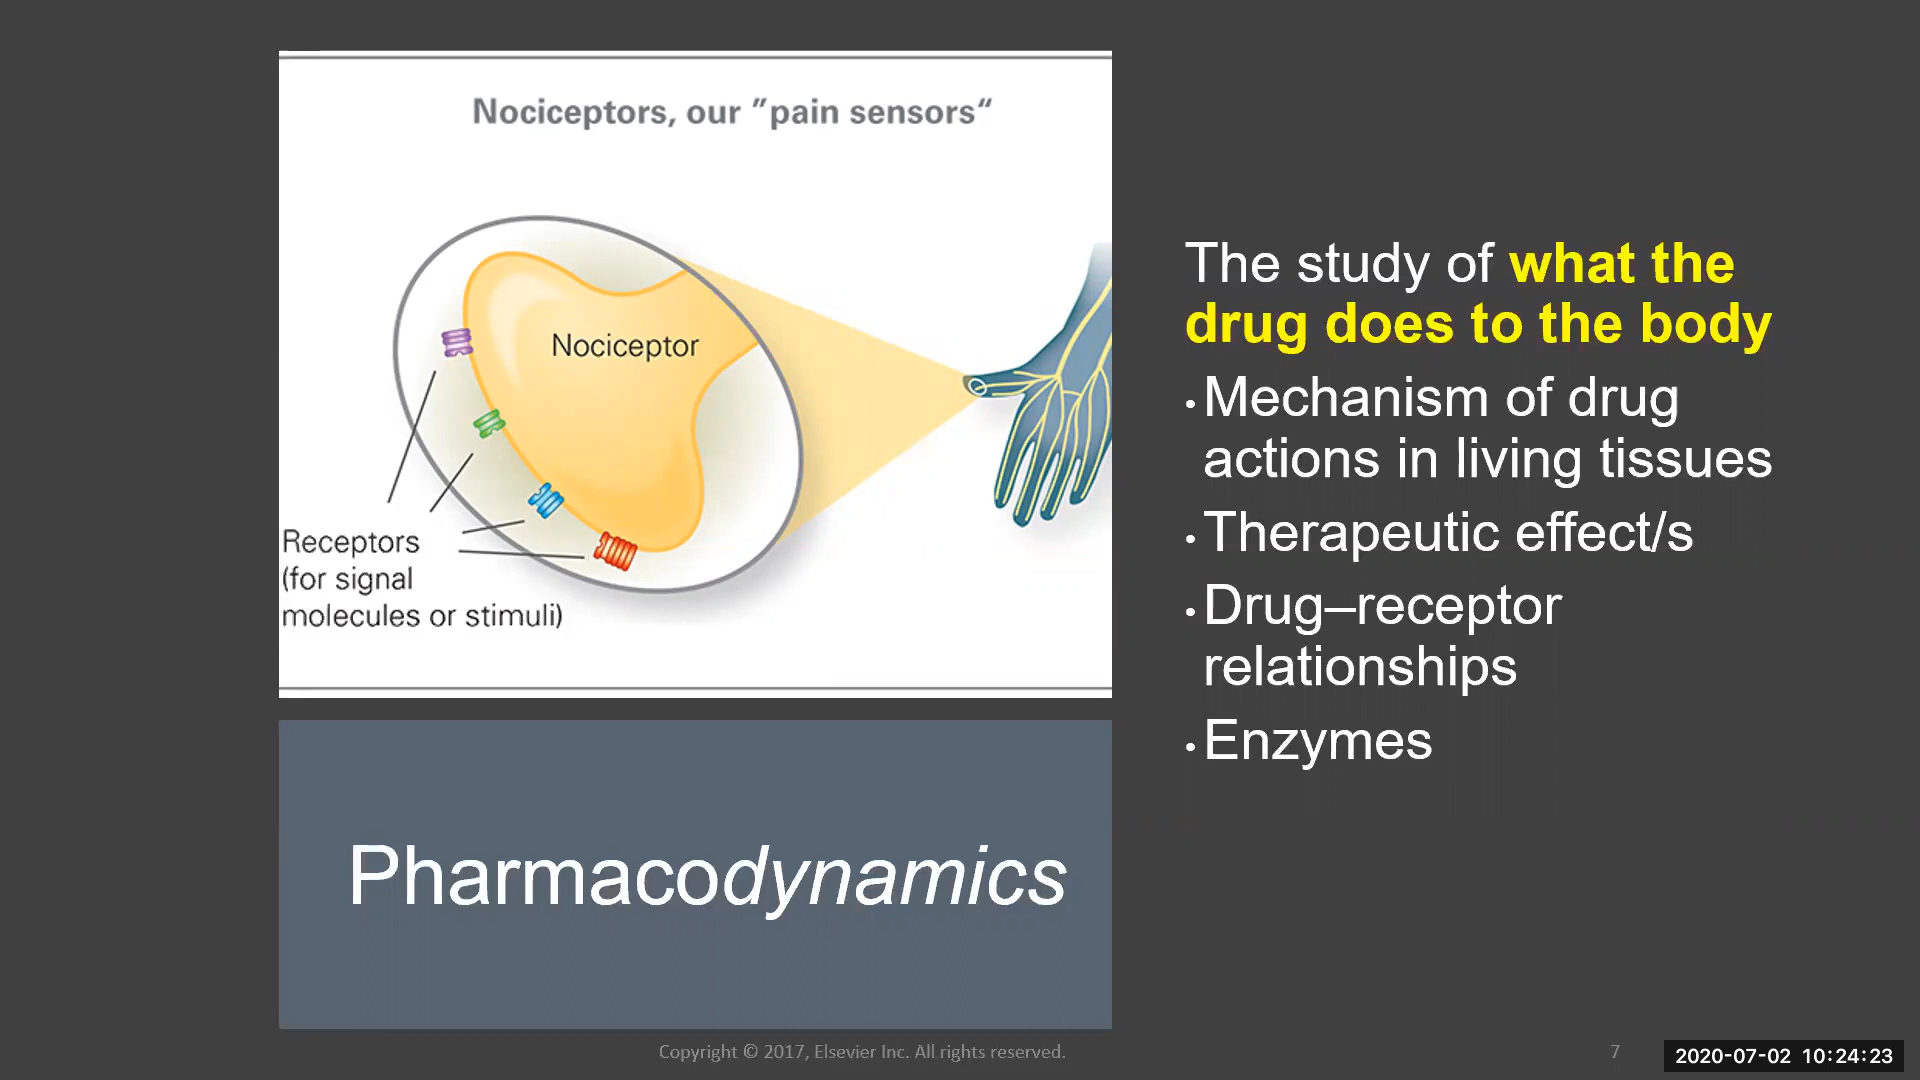 Nociceptors, our ”pain sensors“
Nociceptor
Receptors
(for signal
molecules or stimuli)
Pharmacodynamics
The study of what the
drug does to the body
• Mechanism of drug
actions in living tissues
• Therapeutic effect/s
• Drug–receptor
relationships
• Enzymes
Copyright © 2017, Elsevier Inc. All rights reserved.
7
2020-07-02 10:24:23